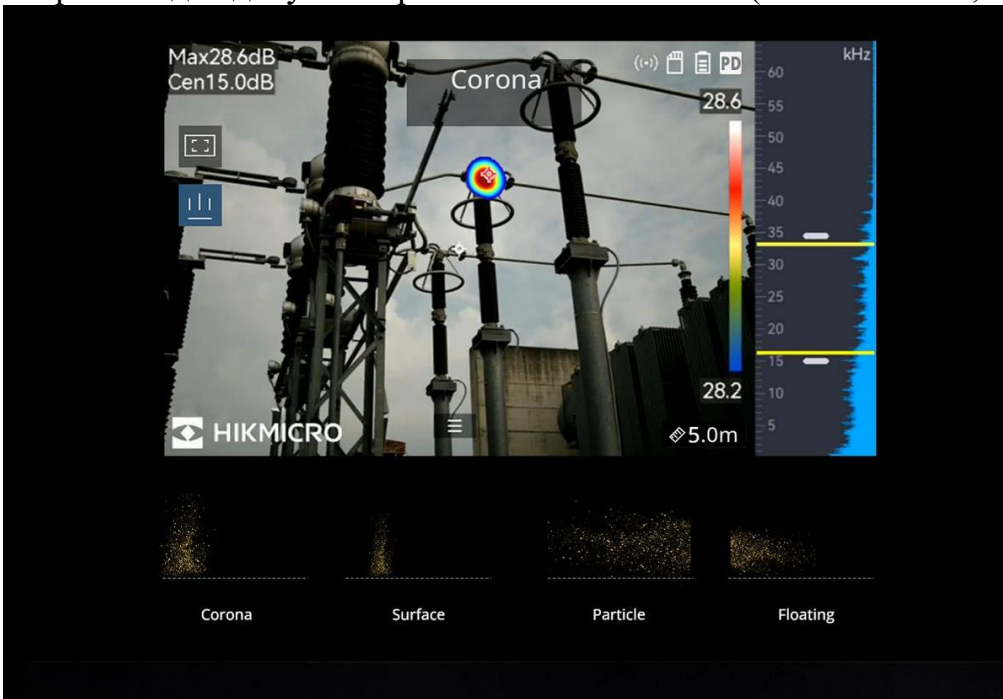 Max28.6dB
Cen15.0dB
Corona
PD
28.6
28.2
5.0m
HIKMICRO
kHz
60
55
50
45
40
35
30
25
20
15
10
5
Corona
Surface
Particle
Floating